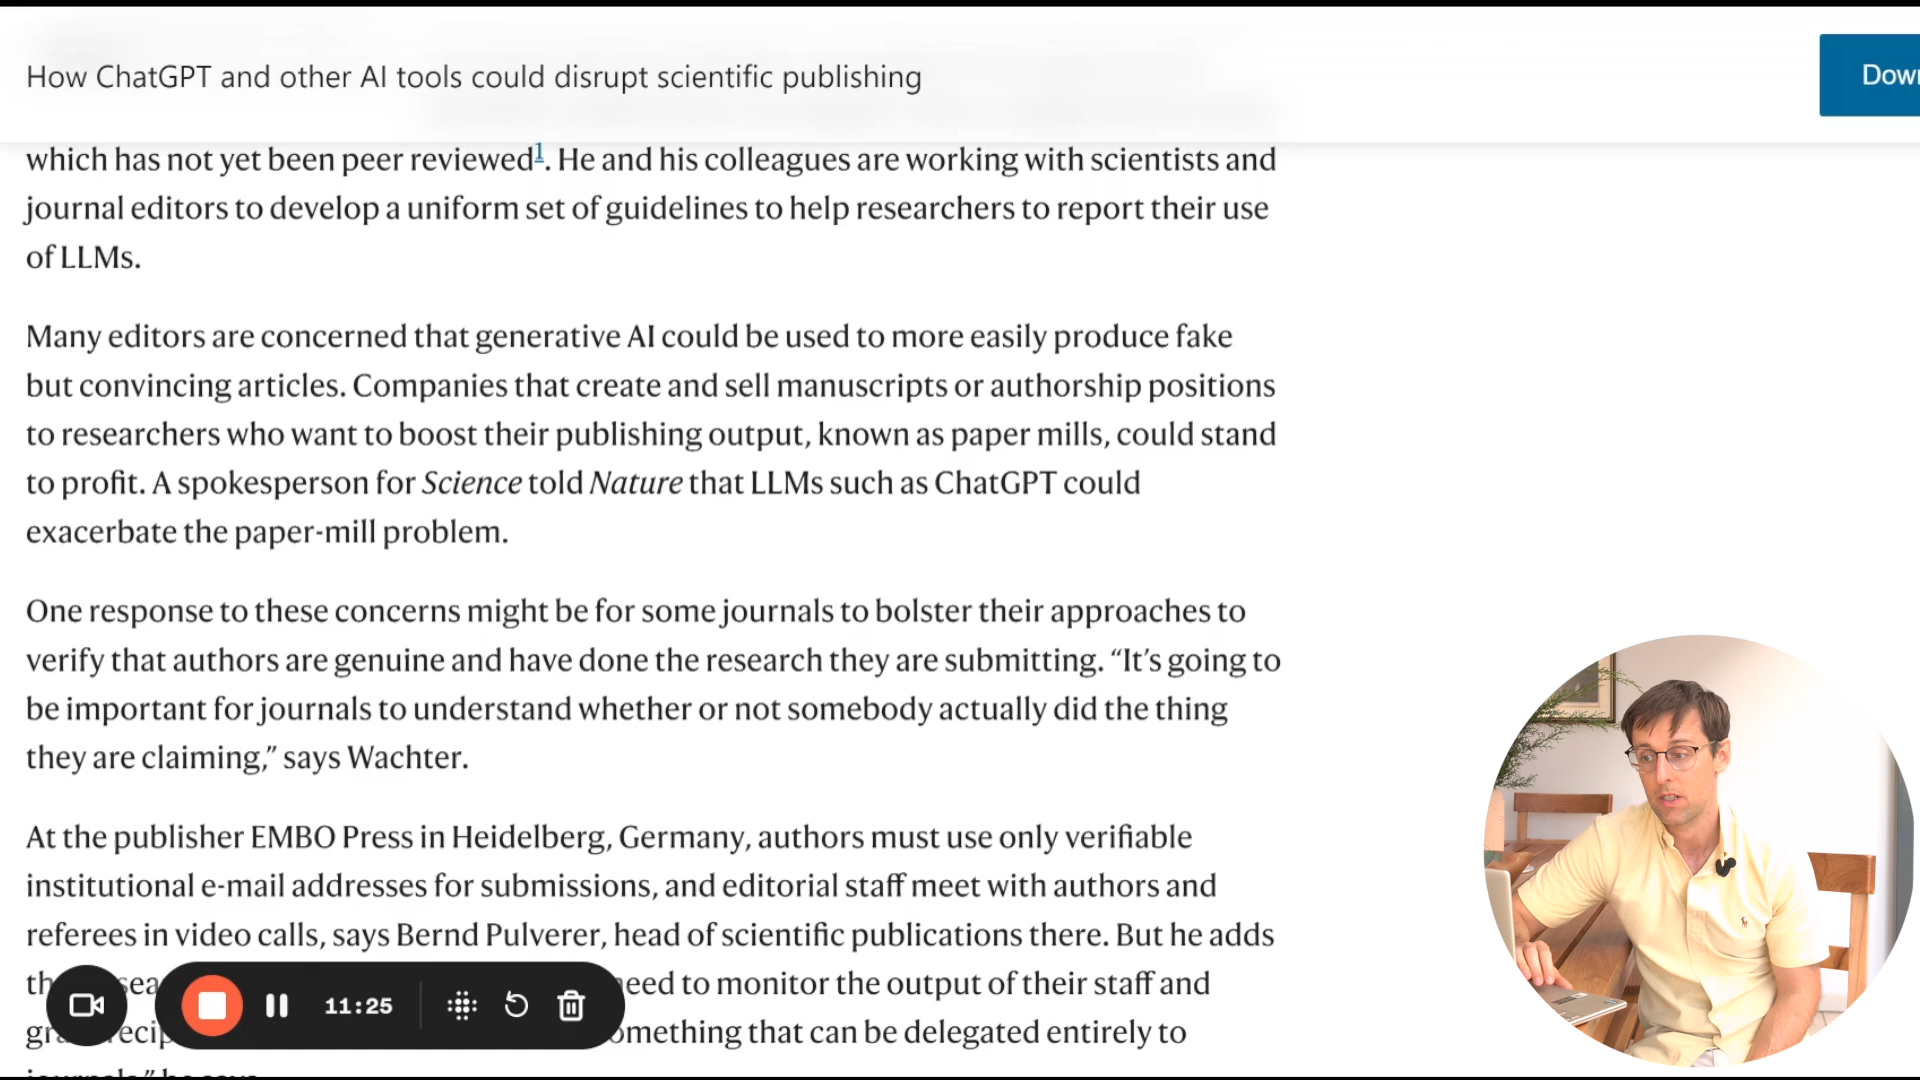 How ChatGPT and other AI tools could disrupt scientific publishing
Down
which has not yet been peer reviewed1. He and his colleagues are working with scientists and
journal editors to develop a uniform set of guidelines to help researchers to report their use
of LLMs.
Many editors are concerned that generative AI could be used to more easily produce fake
but convincing articles. Companies that create and sell manuscripts or authorship positions
to researchers who want to boost their publishing output, known as paper mills, could stand
to profit. A spokesperson for Science told Nature that LLMs such as ChatGPT could
exacerbate the paper-mill problem.
One response to these concerns might be for some journals to bolster their approaches to
verify that authors are genuine and have done the research they are submitting. “It’s going to
be important for journals to understand whether or not somebody actually did the thing
they are claiming,” says Wachter.
At the publisher EMBO Press in Heidelberg, Germany, authors must use only verifiable
institutional e-mail addresses for submissions, and editorial staff meet with authors and
referees in video calls, says Bernd Pulverer, head of scientific publications there. But he adds
to monitor the output of their staff and
that can be delegated entirely to
11:25